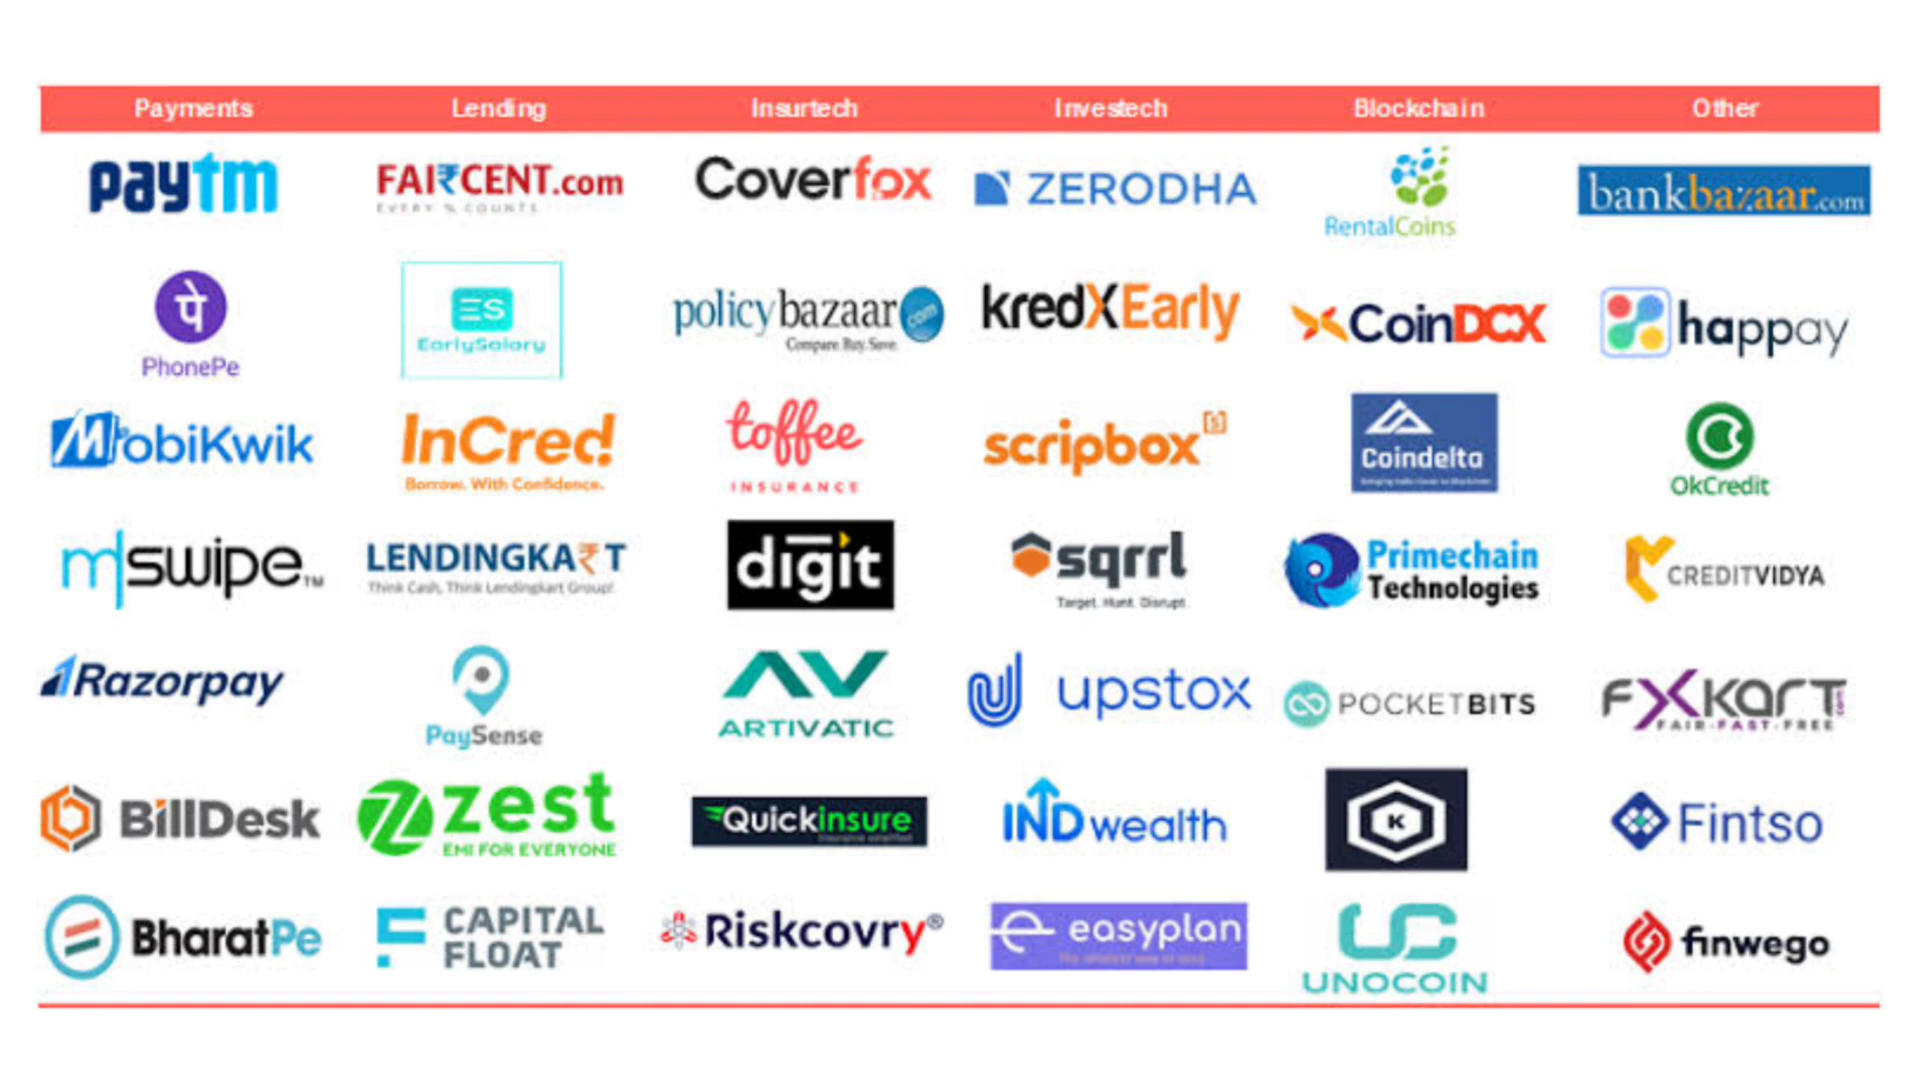 Payments Lending Insurtech Investech Blockchain Other
paytm FAI₹CENT.com Coverfox ZERODHA RentalCoins bankbazaar.com
EVERY % COUNTS
पे ES policybazaar.com kredXEarly CoinDCX happay
PhonePe EarlySalary Compare. Buy. Save.
MobiKwik InCred! toffee scripbox[s] Coindelta OkCredit
Borrow. With Confidence. INSURANCE
mswipe™ LENDINGKA₹T digit sqrrl Primechain CREDITVIDYA
Think Cash, Think Lendingkart Group! Target. Hunt. Disrupt. Technologies
Razorpay PaySense ARTIVATIC upstox POCKETBITS FXKART.com
FAIR-FAST-FREE
BillDesk zest Quickinsure INDwealth K Fintso
EMI FOR EVERYONE
BharatPe CAPITAL Riskcovry® easyplan UNOCOIN finwego
FLOAT